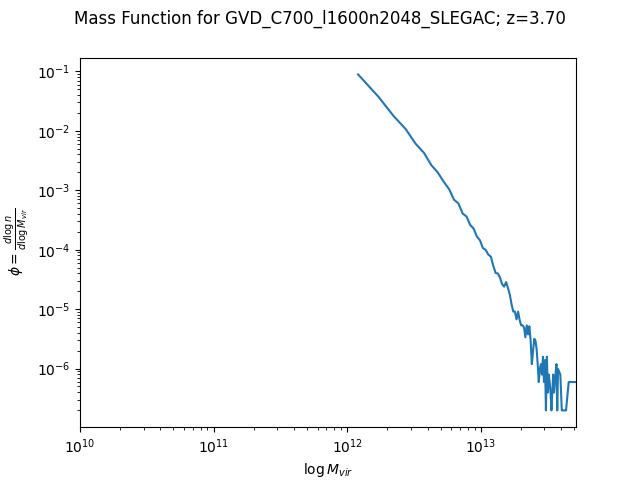 Mass Function for GVD_C700_l1600n2048_SLEGAC; z=3.70
10⁻¹
10⁻²
10⁻³
10⁻⁴
10⁻⁵
10⁻⁶
ϕ = d log n / d log M_vir
10¹⁰ 10¹¹ 10¹² 10¹³
log M_vir